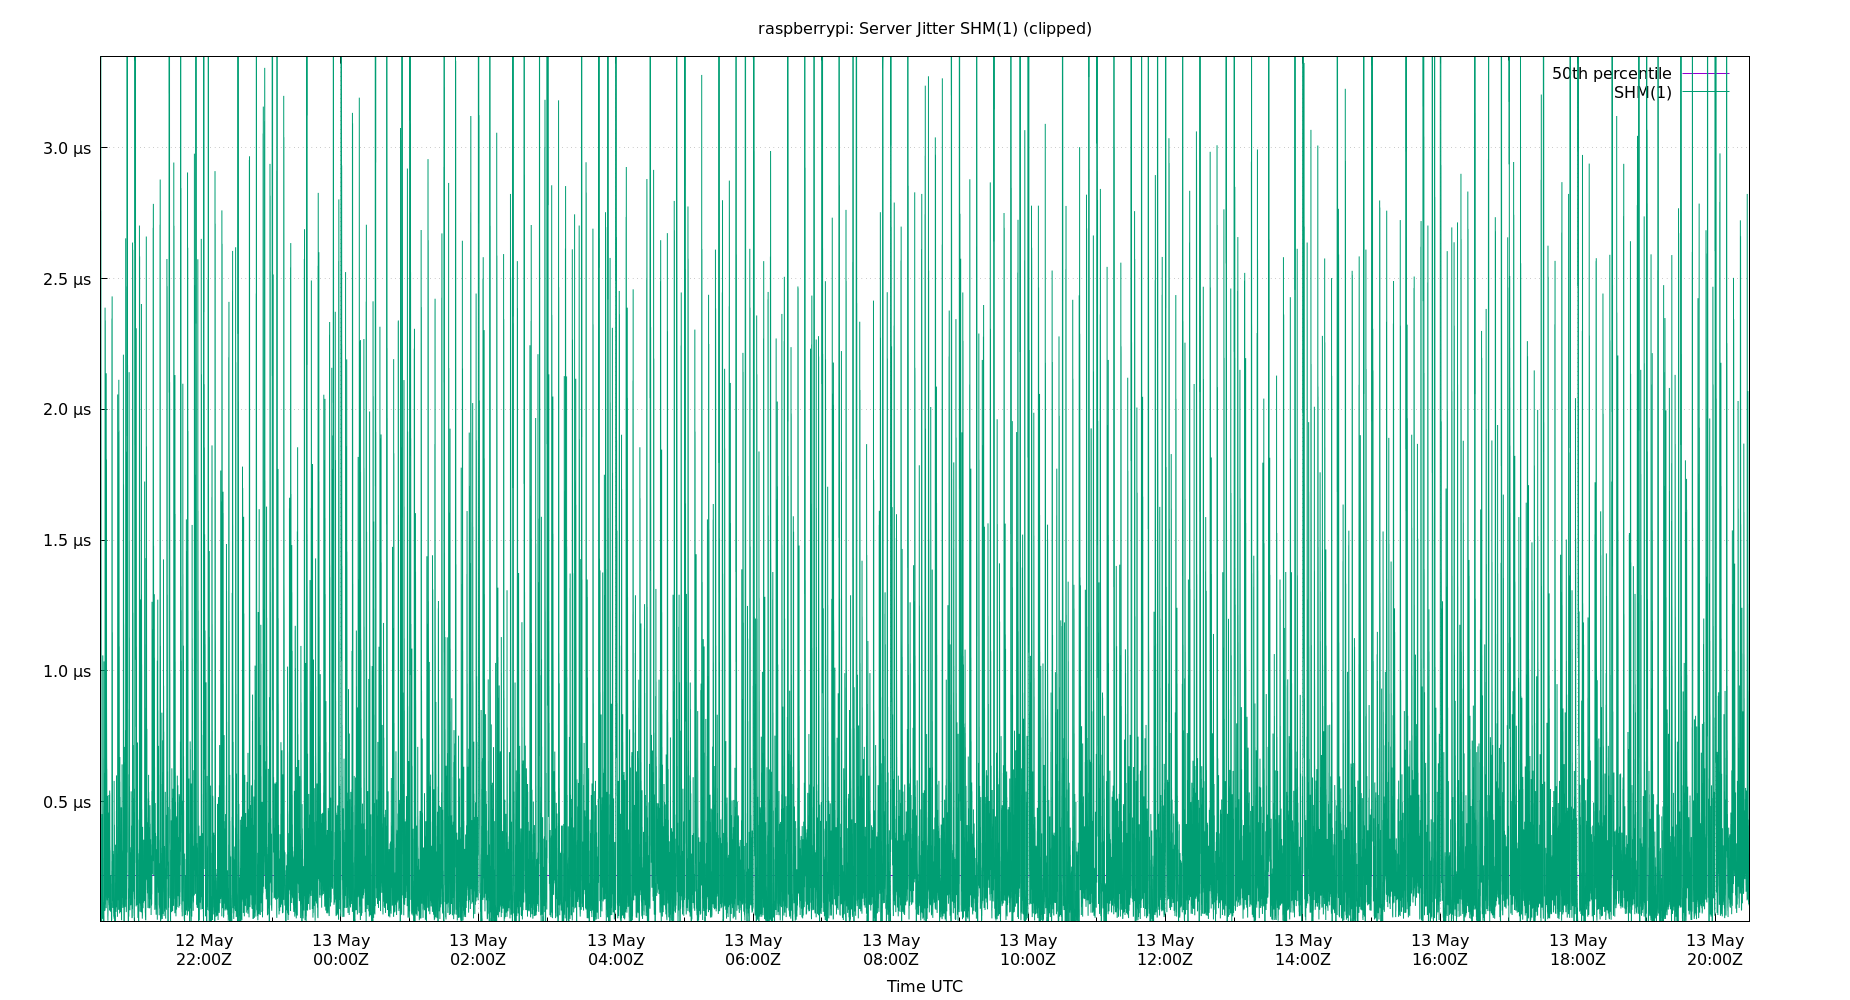 raspberrypi: Server Jitter SHM(1) (clipped)
50th percentile
SHM(1)
3.0 µs
2.5 µs
2.0 µs
1.5 µs
1.0 µs
0.5 µs
12 May 13 May 13 May 13 May 13 May 13 May 13 May 13 May 13 May 13 May 13 May 13 May
22:00Z 00:00Z 02:00Z 04:00Z 06:00Z 08:00Z 10:00Z 12:00Z 14:00Z 16:00Z 18:00Z 20:00Z
Time UTC